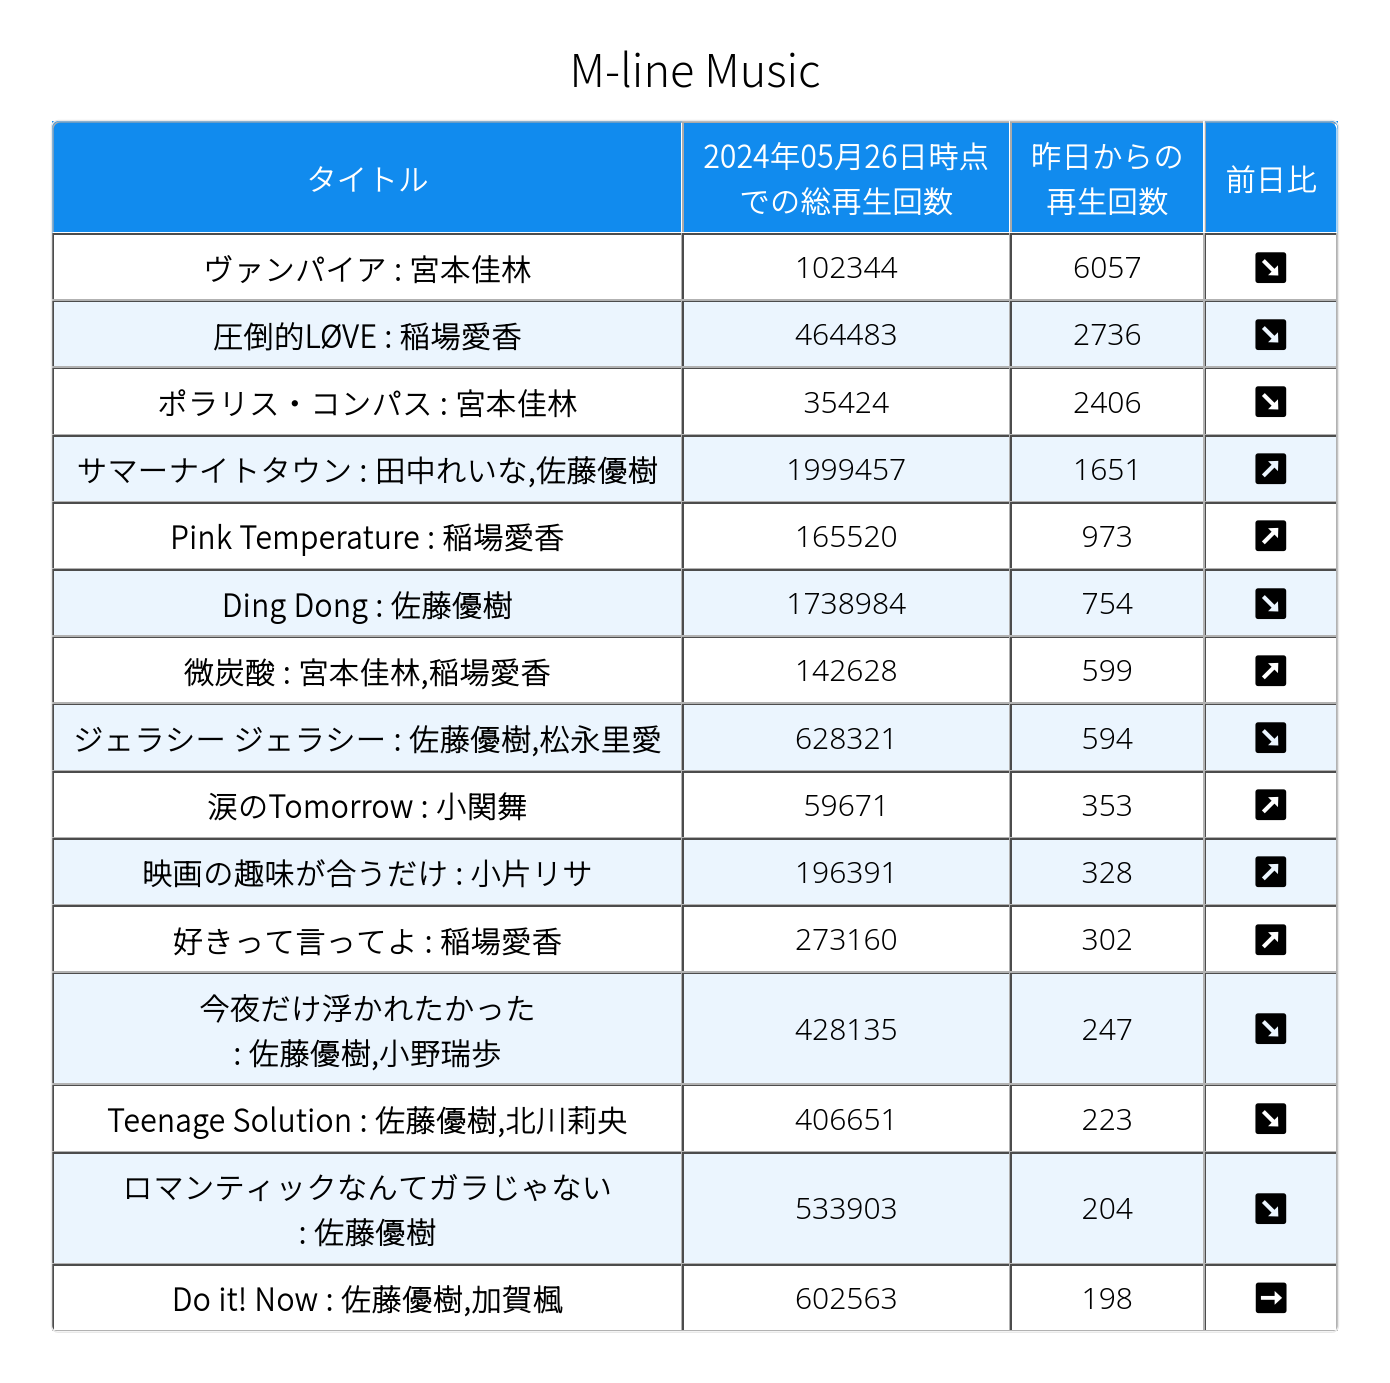 M-line Music
タイトル
2024年05月26日時点
での総再生回数
昨日からの
再生回数
前日比
ヴァンパイア : 宮本佳林 102344 6057
圧倒的LØVE : 稲場愛香 464483 2736
ポラリス・コンパス : 宮本佳林 35424 2406
サマーナイトタウン : 田中れいな,佐藤優樹 1999457 1651
Pink Temperature : 稲場愛香 165520 973
Ding Dong : 佐藤優樹 1738984 754
微炭酸 : 宮本佳林,稲場愛香 142628 599
ジェラシー ジェラシー : 佐藤優樹,松永里愛 628321 594
涙のTomorrow : 小関舞 59671 353
映画の趣味が合うだけ : 小片リサ 196391 328
好きって言ってよ : 稲場愛香 273160 302
今夜だけ浮かれたかった
: 佐藤優樹,小野瑞歩 428135 247
Teenage Solution : 佐藤優樹,北川莉央 406651 223
ロマンティックなんてガラじゃない
: 佐藤優樹 533903 204
Do it! Now : 佐藤優樹,加賀楓 602563 198